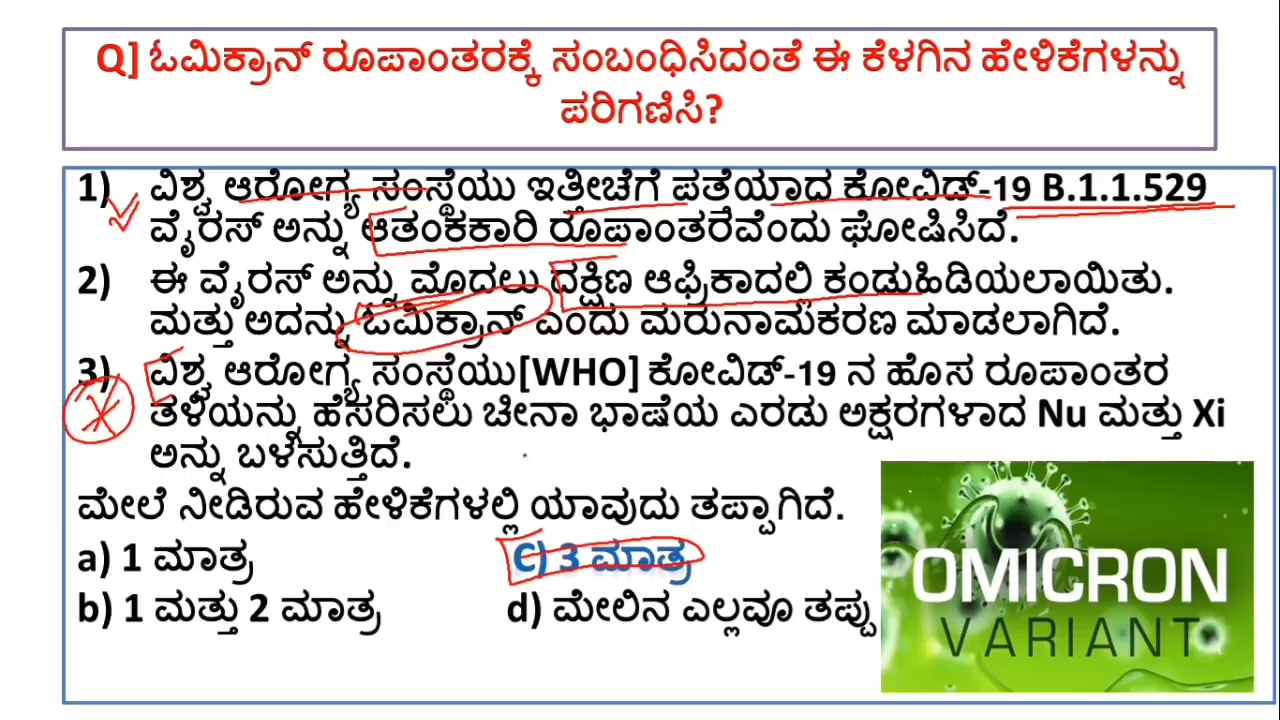 Q] ಓಮಿಕ್ರಾನ್ ರೂಪಾಂತರಕ್ಕೆ ಸಂಬಂಧಿಸಿದಂತೆ ಈ ಕೆಳಗಿನ ಹೇಳಿಕೆಗಳನ್ನು
ಪರಿಗಣಿಸಿ?
1) ವಿಶ್ವ ಆರೋಗ್ಯ ಸಂಸ್ಥೆಯು ಇತ್ತೀಚೆಗೆ ಪತ್ತೆಯಾದ ಕೋವಿಡ್-19 B.1.1.529
ವೈರಸ್ ಅನ್ನು ಆತಂಕಕಾರಿ ರೂಪಾಂತರವೆಂದು ಘೋಷಿಸಿದೆ.
2) ಈ ವೈರಸ್ ಅನ್ನು ಮೊದಲು ದಕ್ಷಿಣ ಆಫ್ರಿಕಾದಲ್ಲಿ ಕಂಡುಹಿಡಿಯಲಾಯಿತು.
ಮತ್ತು ಅದನ್ನು ಓಮಿಕ್ರಾನ್ ಎಂದು ಮರುನಾಮಕರಣ ಮಾಡಲಾಗಿದೆ.
3) ವಿಶ್ವ ಆರೋಗ್ಯ ಸಂಸ್ಥೆಯು[WHO] ಕೋವಿಡ್-19 ನ ಹೊಸ ರೂಪಾಂತರ
ತಳಿಯನ್ನು ಹೆಸರಿಸಲು ಚೀನಾ ಭಾಷೆಯ ಎರಡು ಅಕ್ಷರಗಳಾದ Nu ಮತ್ತು Xi
ಅನ್ನು ಬಳಸುತ್ತಿದೆ.
ಮೇಲೆ ನೀಡಿರುವ ಹೇಳಿಕೆಗಳಲ್ಲಿ ಯಾವುದು ತಪ್ಪಾಗಿದೆ.
a) 1 ಮಾತ್ರ C) 3 ಮಾತ್ರ
b) 1 ಮತ್ತು 2 ಮಾತ್ರ d) ಮೇಲಿನ ಎಲ್ಲವೂ ತಪ್ಪು
OMICRON
VARIANT